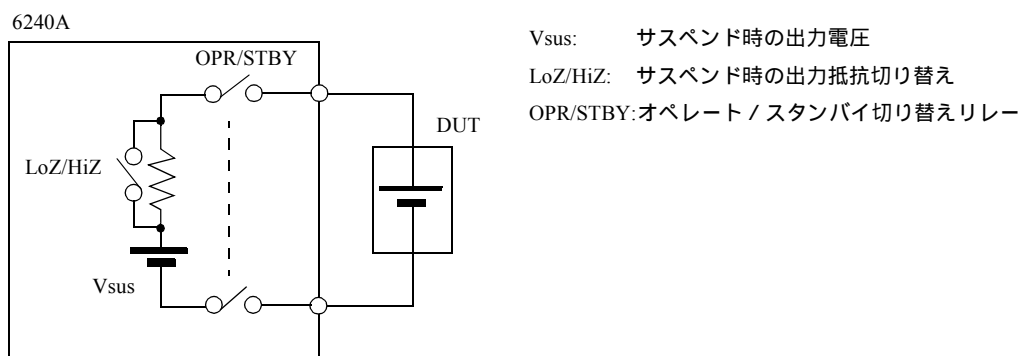 6240A
OPR/STBY
LoZ/HiZ
Vsus
DUT
Vsus: サスペンド時の出力電圧
LoZ/HiZ: サスペンド時の出力抵抗切り替え
OPR/STBY:オペレート / スタンバイ切り替えリレー